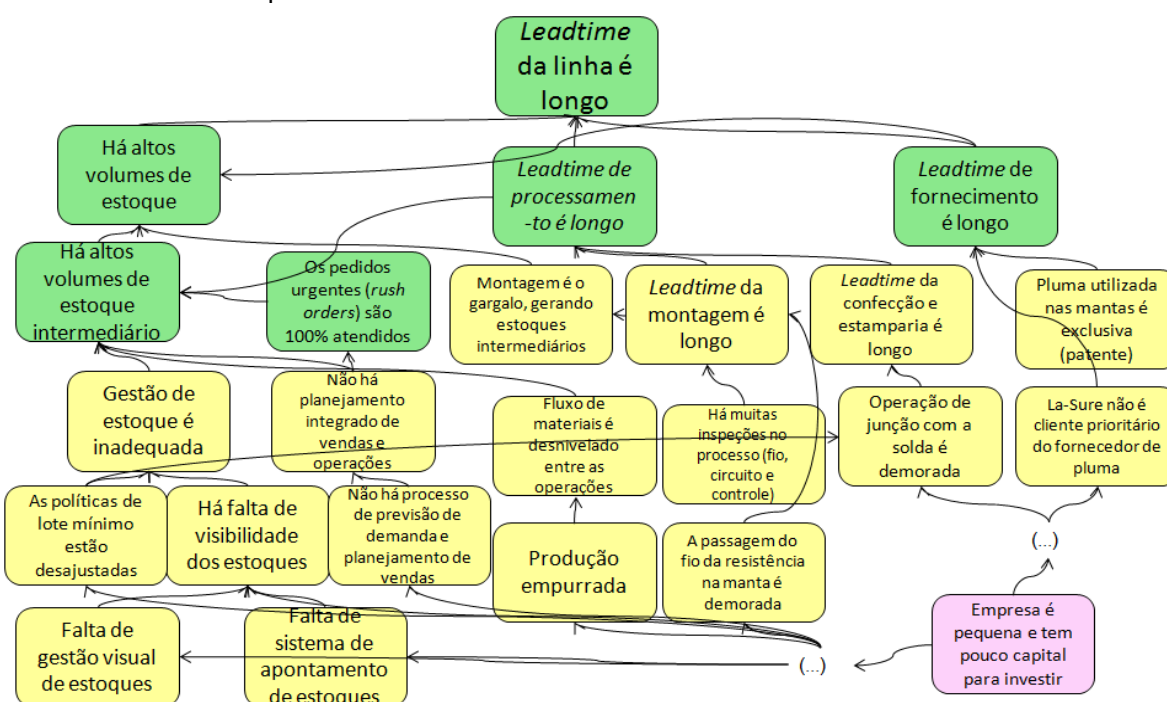 Leadtime
da linha é
longo
Há altos
volumes de
estoque
Leadtime de
processamen
-to é longo
Leadtime de
fornecimento
é longo
Há altos
volumes de
estoque
intermediário
Os pedidos
urgentes (rush
orders) são
100% atendidos
Montagem é o
gargalo, gerando
estoques
intermediários
Leadtime da
montagem é
longo
Leadtime da
confecção e
estamparia é
longo
Pluma utilizada
nas mantas é
exclusiva
(patente)
Gestão de
estoque é
inadequada
Não há
planejamento
integrado de
vendas e
operações
Fluxo de
materiais é
desnivelado
entre as
operações
Há muitas
inspeções no
processo (fio,
circuito e
controle)
Operação de
junção com a
solda é
demorada
La-Sure não é
cliente prioritário
do fornecedor de
pluma
As políticas de
lote mínimo
estão
desajustadas
Há falta de
visibilidade
dos estoques
Não há processo
de previsão de
demanda e
planejamento de
vendas
Produção
empurrada
A passagem do
fio da resistência
na manta é
demorada
(...)
Falta de
gestão visual
de estoques
Falta de
sistema de
apontamento
de estoques
(...)
Empresa é
pequena e tem
pouco capital
para investir